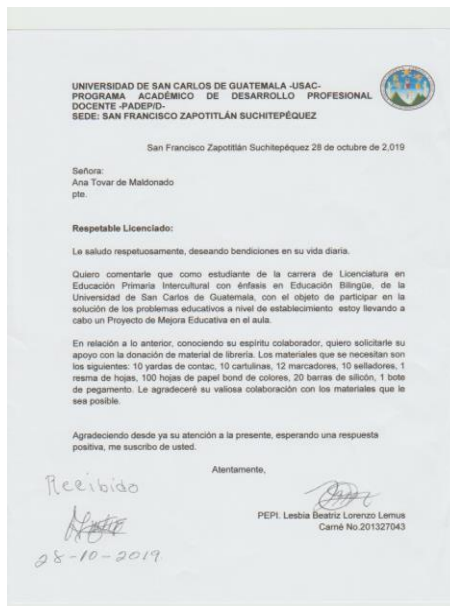 UNIVERSIDAD DE SAN CARLOS DE GUATEMALA -USAC-
PROGRAMA ACADÉMICO DE DESARROLLO PROFESIONAL
DOCENTE -PADEP/D-
SEDE: SAN FRANCISCO ZAPOTITLÁN SUCHITEPÉQUEZ
San Francisco Zapotitlán Suchitepéquez 28 de octubre de 2,019
Señora:
Ana Tovar de Maldonado
pte.
Respetable Licenciado:
Le saludo respetuosamente, deseando bendiciones en su vida diaria.
Quiero comentarle que como estudiante de la carrera de Licenciatura en
Educación Primaria Intercultural con énfasis en Educación Bilingüe, de la
Universidad de San Carlos de Guatemala, con el objeto de participar en la
solución de los problemas educativos a nivel de establecimiento estoy llevando a
cabo un Proyecto de Mejora Educativa en el aula.
En relación a lo anterior, conociendo su espíritu colaborador, quiero solicitarle su
apoyo con la donación de material de librería. Los materiales que se necesitan son
los siguientes: 10 yardas de contac, 10 cartulinas, 12 marcadores, 10 selladores, 1
resma de hojas, 100 hojas de papel bond de colores, 20 barras de silicón, 1 bote
de pegamento. Le agradeceré su valiosa colaboración con los materiales que le
sea posible.
Agradeciendo desde ya su atención a la presente, esperando una respuesta
positiva, me suscribo de usted.
Atentamente,
Recibido
PEPI. Lesbia Beatriz Lorenzo Lemus
Carné No.201327043
28-10-2019